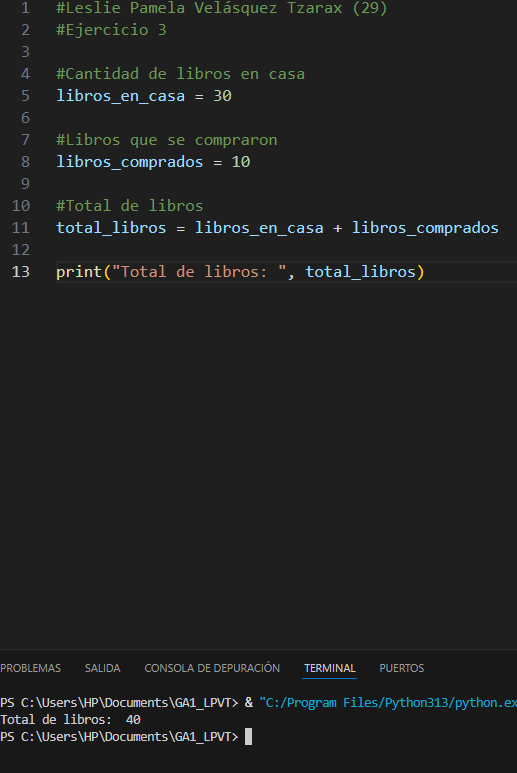 1 #Leslie Pamela Velásquez Tzarax (29)
2 #Ejercicio 3
3
4 #Cantidad de libros en casa
5 libros_en_casa = 30
6
7 #Libros que se compraron
8 libros_comprados = 10
9
10 #Total de libros
11 total_libros = libros_en_casa + libros_comprados
12
13 print("Total de libros: ", total_libros)
PROBLEMAS SALIDA CONSOLA DE DEPURACIÓN TERMINAL PUERTOS
PS C:\Users\HP\Documents\GA1_LPVT> & "C:/Program Files/Python313/python.ex
Total de libros:  40
PS C:\Users\HP\Documents\GA1_LPVT>